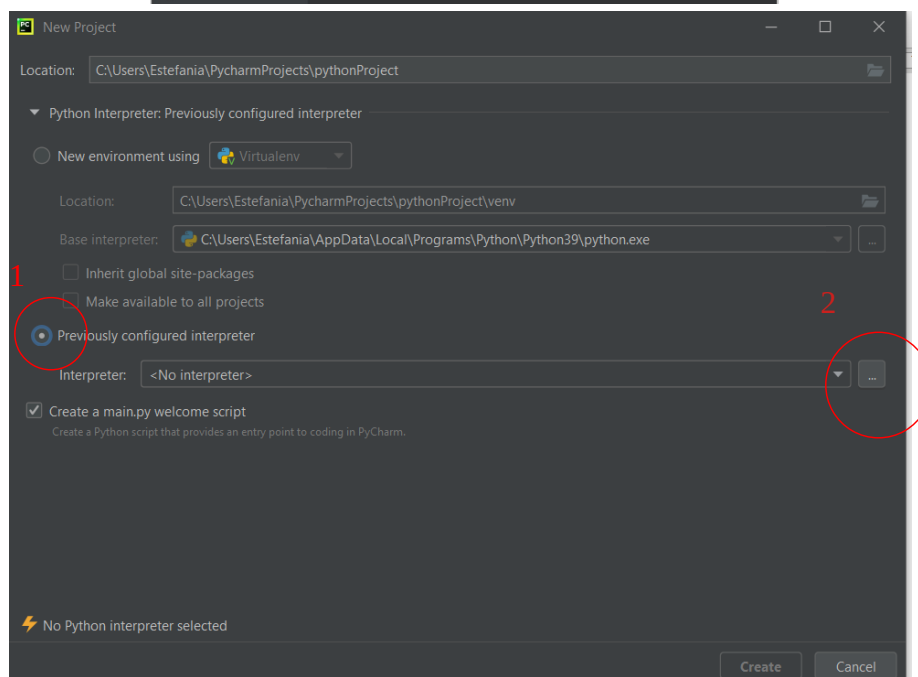 PC New Project
Location: C:\Users\Estefania\PycharmProjects\pythonProject
Python Interpreter: Previously configured interpreter
New environment using Virtualenv
Location: C:\Users\Estefania\PycharmProjects\pythonProject\venv
Base interpreter: C:\Users\Estefania\AppData\Local\Programs\Python\Python39\python.exe ...
1 Inherit global site-packages
Make available to all projects 2
Previously configured interpreter
Interpreter: <No interpreter> ...
Create a main.py welcome script
Create a Python script that provides an entry point to coding in PyCharm.
No Python interpreter selected
Create Cancel